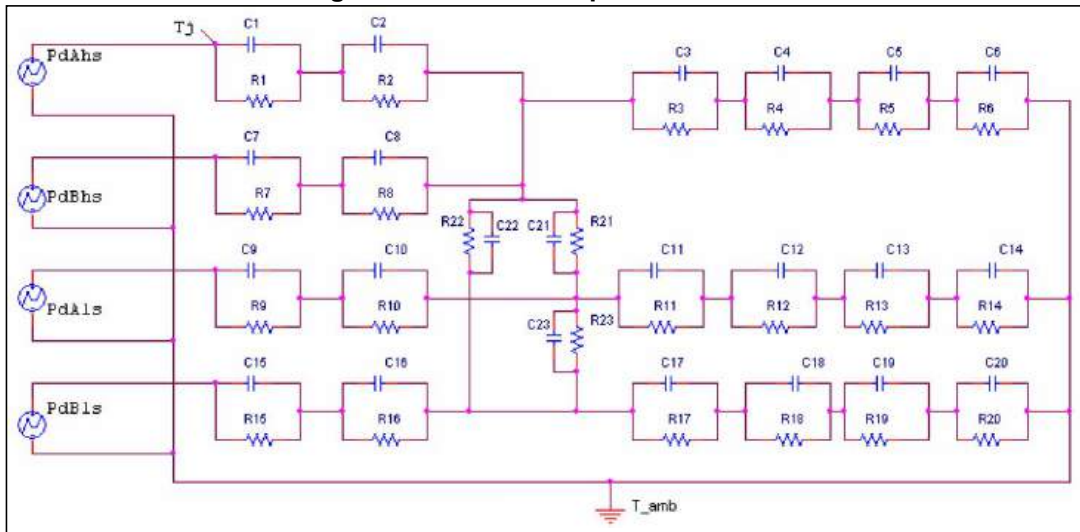 Tj
C1 C2
PdAhs
R1 R2
C3 C4 C5 C6
R3 R4 R5 R6
C7 C8
PdBhs
R7 R8
R22 C22 C21 R21
C9 C10 C11 C12 C13 C14
PdAls
R9 R10 R11 R12 R13 R14
C23 R23
C15 C16 C17 C18 C19 C20
PdBls
R15 R16 R17 R18 R19 R20
T_amb